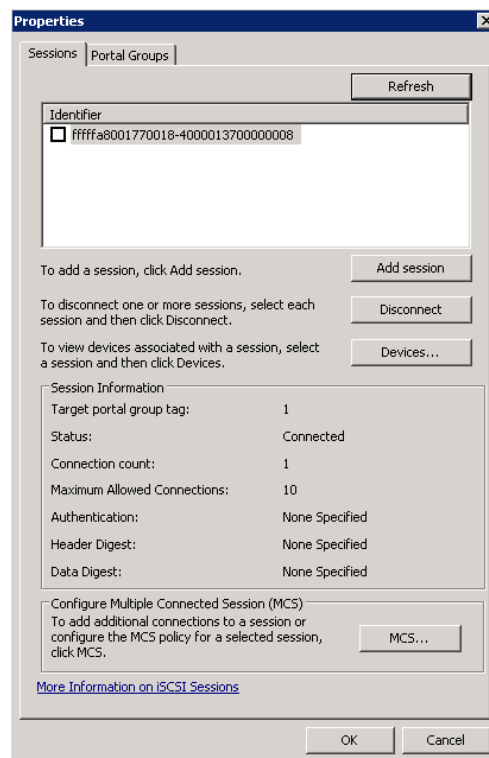 Properties
Sessions
Portal Groups
Refresh
Identifier
fffffa8001770018-4000013700000008
To add a session, click Add session.
Add session
To disconnect one or more sessions, select each
session and then click Disconnect.
Disconnect
To view devices associated with a session, select
a session and then click Devices.
Devices...
Session Information
Target portal group tag: 1
Status: Connected
Connection count: 1
Maximum Allowed Connections: 10
Authentication: None Specified
Header Digest: None Specified
Data Digest: None Specified
Configure Multiple Connected Session (MCS)
To add additional connections to a session or
configure the MCS policy for a selected session,
click MCS.
MCS...
More Information on iSCSI Sessions
OK
Cancel